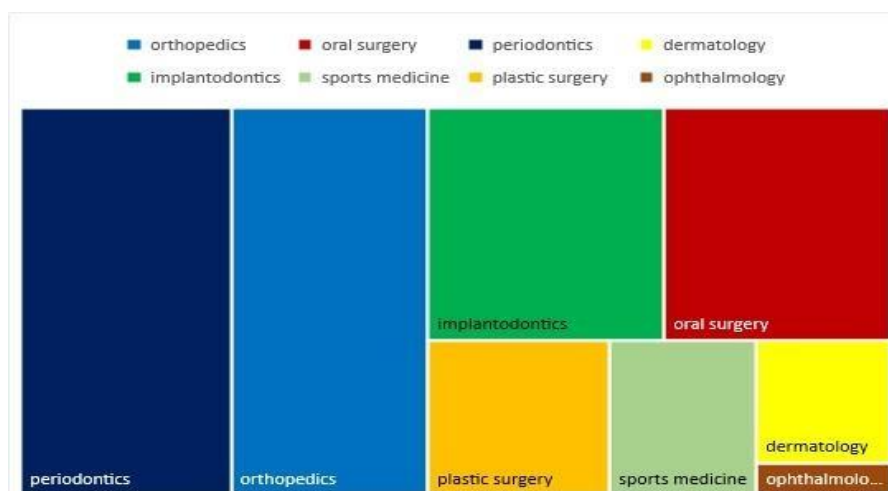 orthopedics oral surgery periodontics dermatology
implantodontics sports medicine plastic surgery ophthalmology
implantodontics oral surgery
dermatology
periodontics orthopedics plastic surgery sports medicine ophthalmolo...